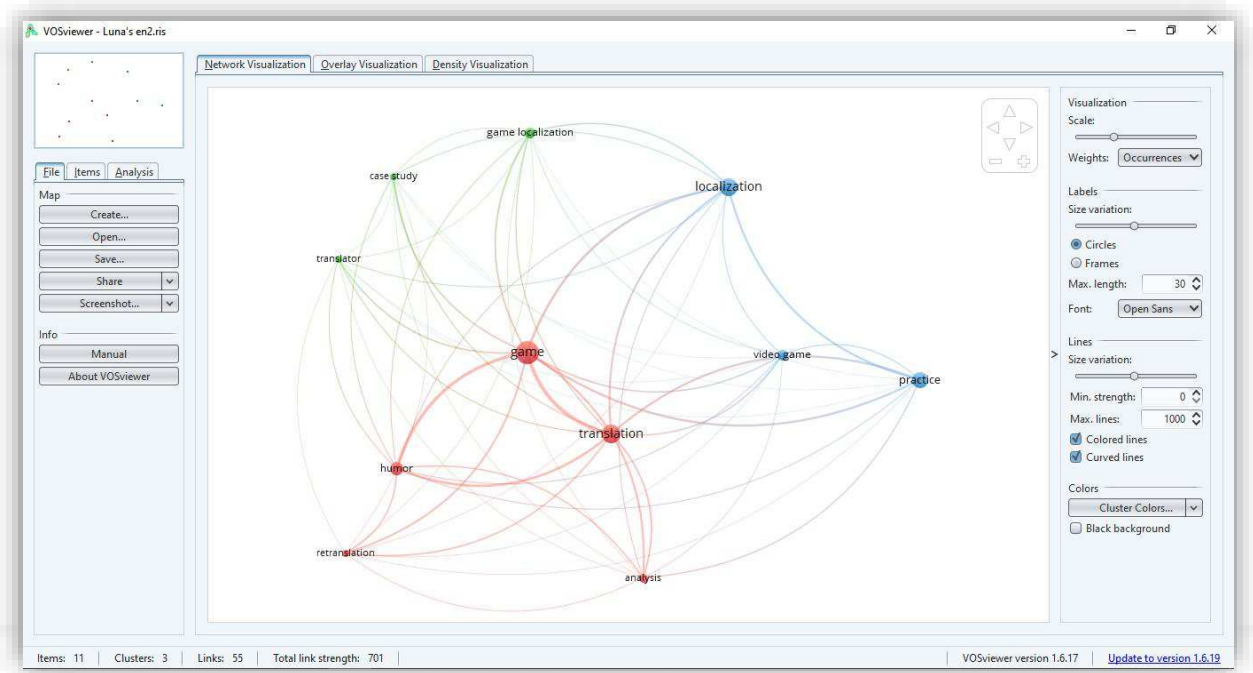 VOSviewer - Luna's en2.ris
Network Visualization Overlay Visualization Density Visualization
File Items Analysis
Map
Create...
Open...
Save...
Share
Screenshot...
Info
Manual
About VOSviewer
game localization
case study
localization
translator
game
video game
practice
translation
humor
retranslation
analysis
Visualization
Scale:
Weights: Occurrences
Labels
Size variation:
Circles
Frames
Max. length: 30
Font: Open Sans
Lines
Size variation:
>
Min. strength: 0
Max. lines: 1000
Colored lines
Curved lines
Colors
Cluster Colors...
Black background
Items: 11 Clusters: 3 Links: 55 Total link strength: 701 VOSviewer version 1.6.17 Update to version 1.6.19